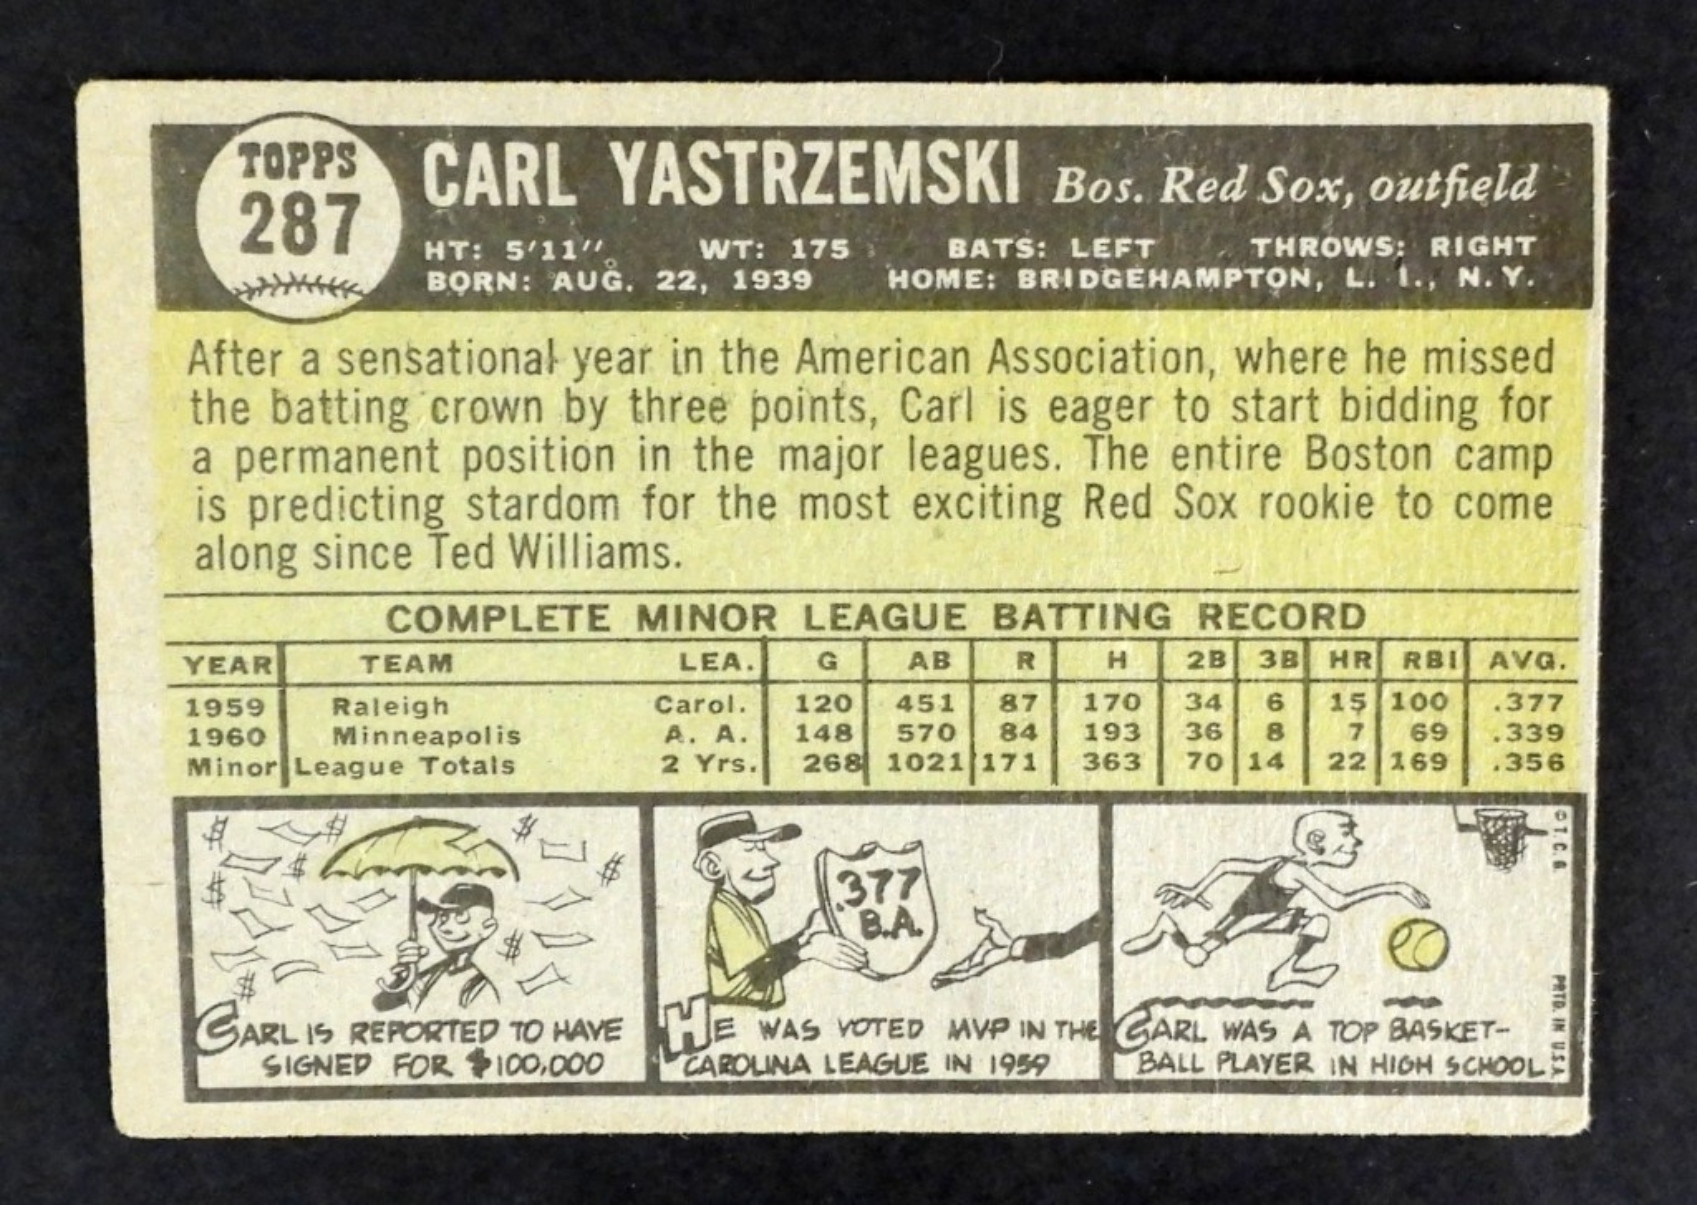 TOPPS
287
CARL YASTRZEMSKI Bos. Red Sox, outfield
HT: 5'11" WT: 175 BATS: LEFT THROWS: RIGHT
BORN: AUG. 22, 1939 HOME: BRIDGEHAMPTON, L. I., N.Y.
After a sensational year in the American Association, where he missed
the batting crown by three points, Carl is eager to start bidding for
a permanent position in the major leagues. The entire Boston camp
is predicting stardom for the most exciting Red Sox rookie to come
along since Ted Williams.
COMPLETE MINOR LEAGUE BATTING RECORD
YEAR TEAM LEA. G AB R H 2B 3B HR RBI AVG.
1959 Raleigh Carol. 120 451 87 170 34 6 15 100 .377
1960 Minneapolis A. A. 148 570 84 193 36 8 7 69 .339
Minor League Totals 2 Yrs. 268 1021 171 363 70 14 22 169 .356
$ $ $ $ $ $ $ $
CARL IS REPORTED TO HAVE
SIGNED FOR $100,000
.377
B.A.
HE WAS VOTED MVP IN THE
CAROLINA LEAGUE IN 1959
CARL WAS A TOP BASKET-
BALL PLAYER IN HIGH SCHOOL
© T.C.G.
PRTD. IN U.S.A.